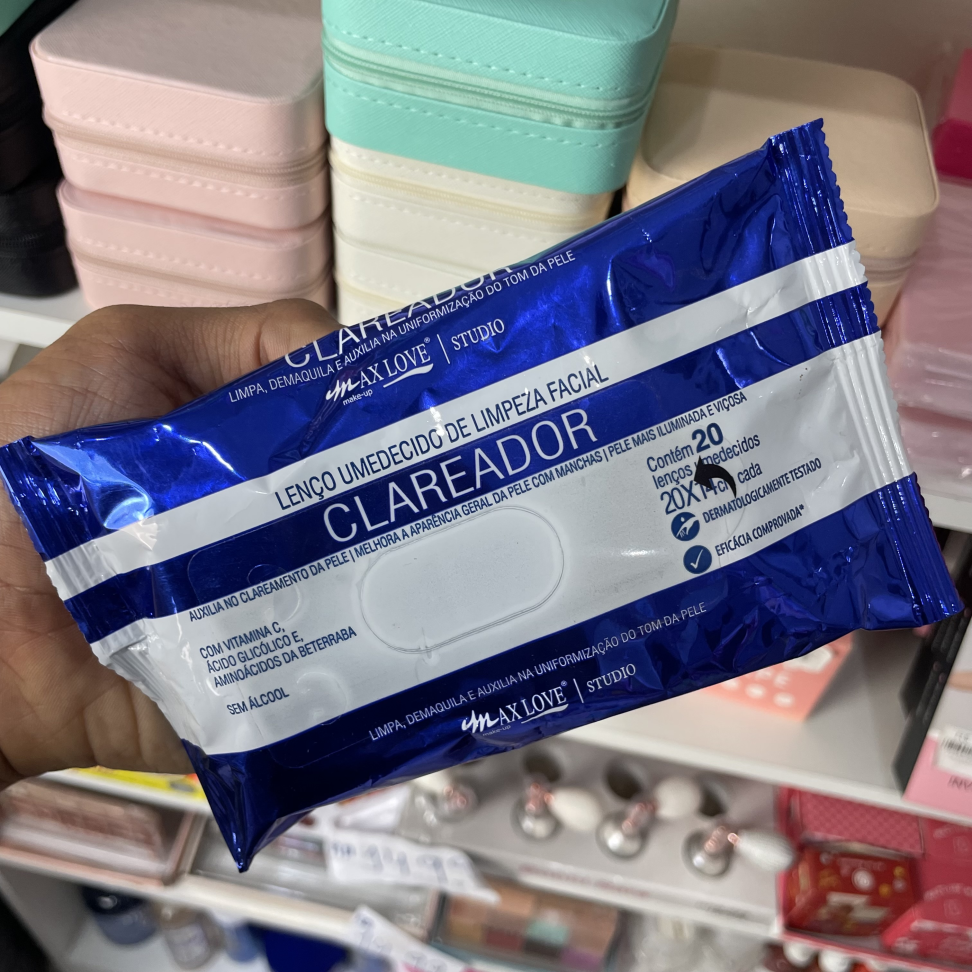 CLAREADOR
LIMPA, DEMAQUILA E AUXILIA NA UNIFORMIZAÇÃO DO TOM DA PELE
MAX LOVE® | STUDIO
make-up
LENÇO UMEDECIDO DE LIMPEZA FACIAL
CLAREADOR
AUXILIA NO CLAREAMENTO DA PELE | MELHORA A APARÊNCIA GERAL DA PELE COM MANCHAS | PELE MAIS ILUMINADA E VIÇOSA
Contém 20
lenços
20X cada
DERMATOLOGICAMENTE TESTADO
EFICÁCIA COMPROVADA*
COM VITAMINA C,
ÁCIDO GLICÓLICO E,
AMINOÁCIDOS DA BETERRABA
SEM ÁLCOOL
LIMPA, DEMAQUILA E AUXILIA NA UNIFORMIZAÇÃO DO TOM DA PELE
MAX LOVE® | STUDIO
make-up